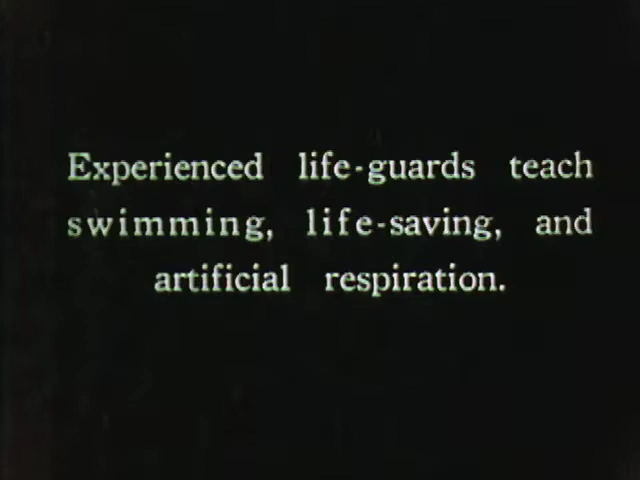 Experienced life-guards teach
swimming, life-saving, and
artificial respiration.